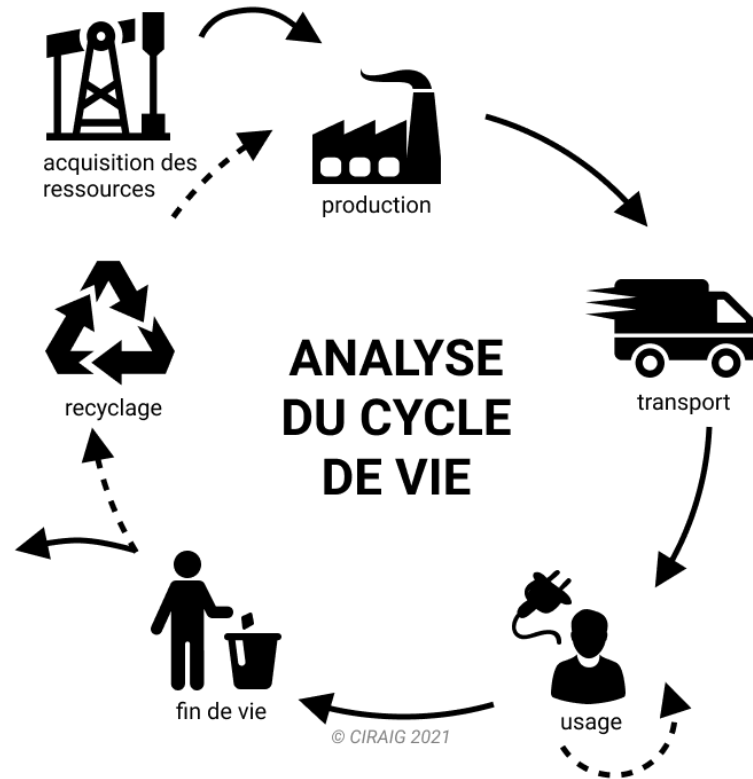 acquisition des
ressources
production
ANALYSE
DU CYCLE
DE VIE
recyclage
transport
fin de vie
usage
© CIRAIG 2021